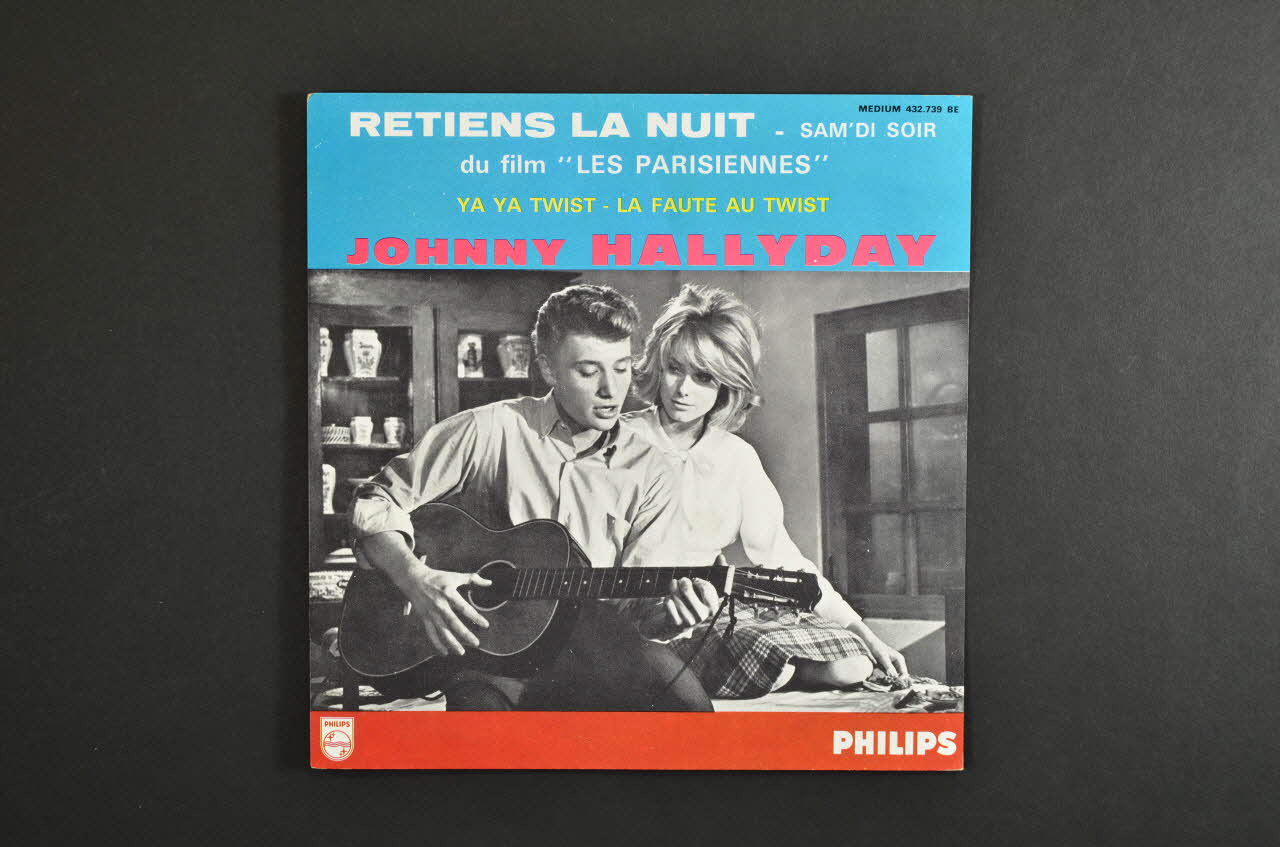 MEDIUM 432.739 BE
RETIENS LA NUIT - SAM'DI SOIR
du film "LES PARISIENNES"
YA YA TWIST - LA FAUTE AU TWIST
JOHNNY HALLYDAY
PHILIPS
PHILIPS